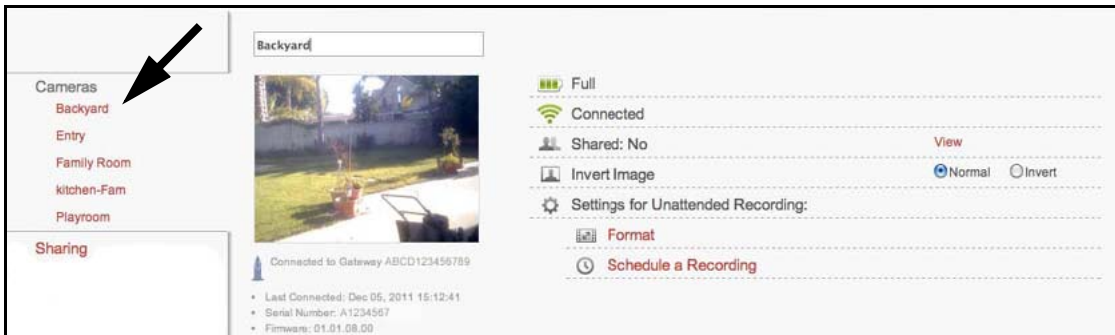 Cameras
Backyard
Entry
Family Room
kitchen-Fam
Playroom
Sharing
Backyard
Connected to Gateway ABCD123456789
• Last Connected: Dec 05, 2011 15:12:41
• Serial Number: A1234567
• Firmware: 01.01.08.00
Full
Connected
Shared: No View
Invert Image Normal Invert
Settings for Unattended Recording:
Format
Schedule a Recording